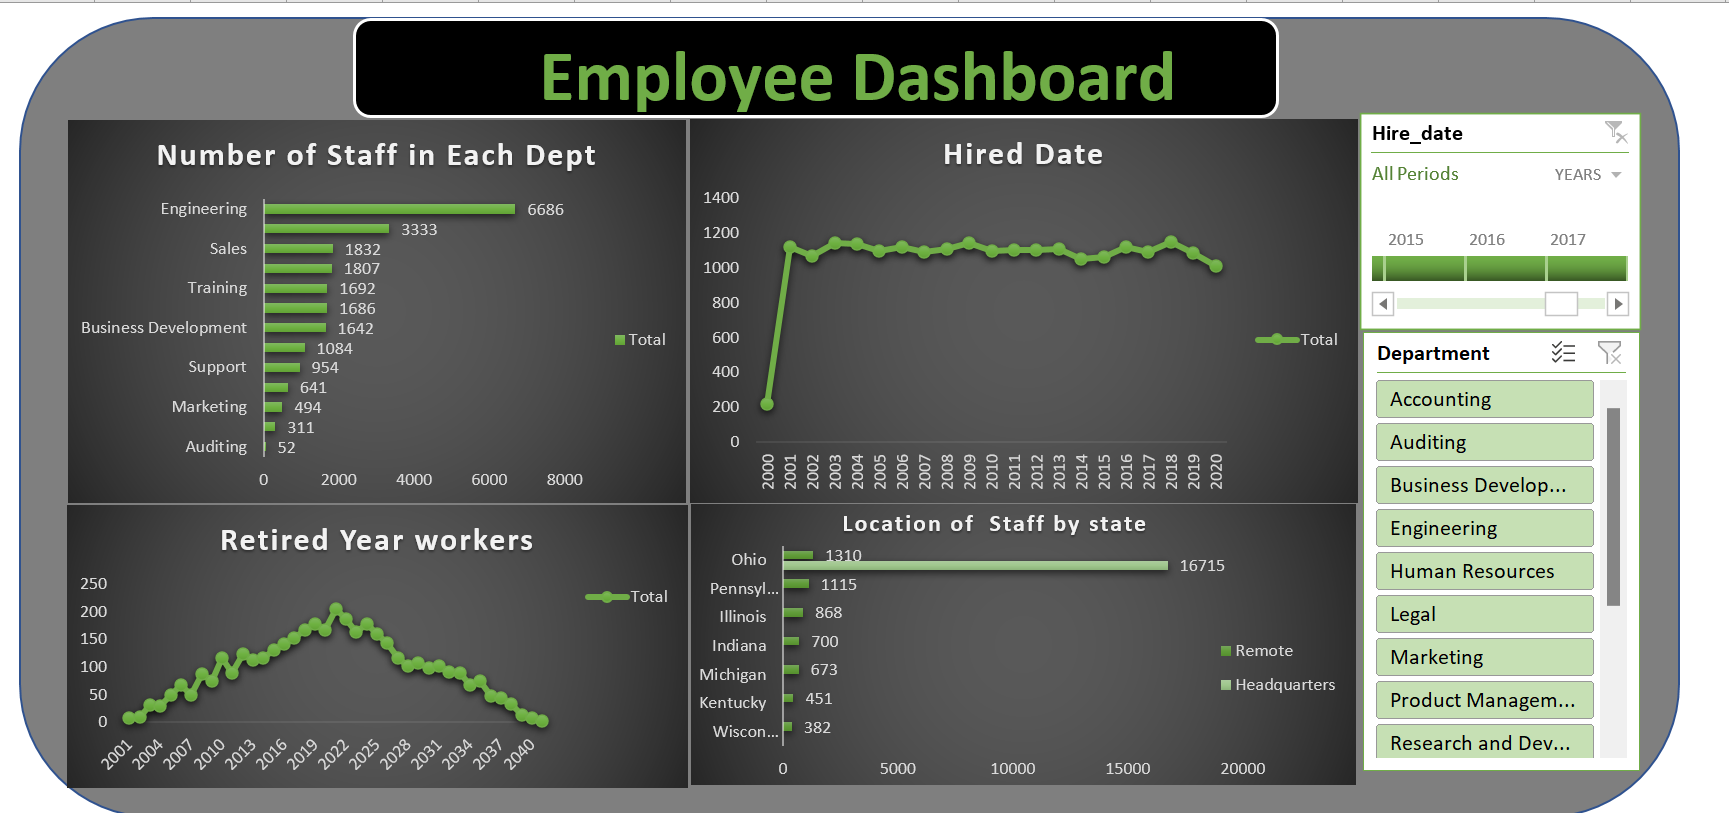 Employee Dashboard
Number of Staff in Each Dept
Engineering 6686
3333
Sales 1832
1807
Training 1692
1686
Business Development 1642
1084
Support 954
641
Marketing 494
311
Auditing 52
0 2000 4000 6000 8000
Total
Hired Date
1400
1200
1000
800
600
400
200
0
2000 2001 2002 2003 2004 2005 2006 2007 2008 2009 2010 2011 2012 2013 2014 2015 2016 2017 2018 2019 2020
Total
Hire_date
All Periods YEARS
2015 2016 2017
Department
Accounting
Auditing
Business Develop...
Engineering
Human Resources
Legal
Marketing
Product Managem...
Research and Dev...
Retired Year workers
250
200
150
100
50
0
2001 2004 2007 2010 2013 2016 2019 2022 2025 2028 2031 2034 2037 2040
Total
Location of  Staff by state
Ohio 1310
16715
Pennsyl... 1115
Illinois 868
Indiana 700
Michigan 673
Kentucky 451
Wiscon... 382
0 5000 10000 15000 20000
Remote
Headquarters